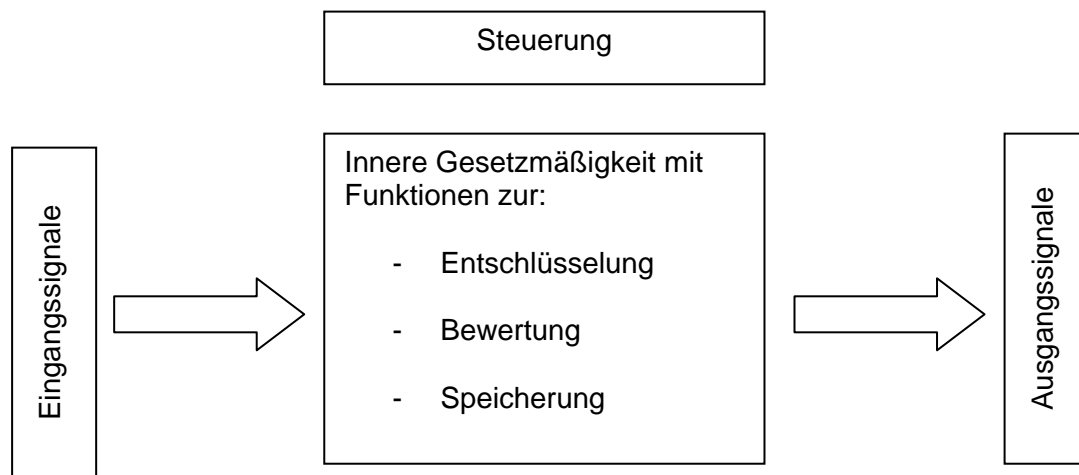 Steuerung
Eingangssignale
Innere Gesetzmäßigkeit mit
Funktionen zur:
- Entschlüsselung
- Bewertung
- Speicherung
Ausgangssignale